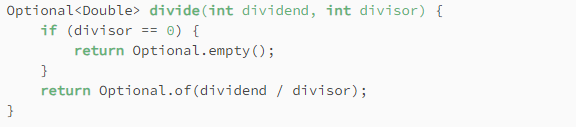 Optional<Double> divide(int dividend, int divisor) {
    if (divisor == 0) {
        return Optional.empty();
    }
    return Optional.of(dividend / divisor);
}